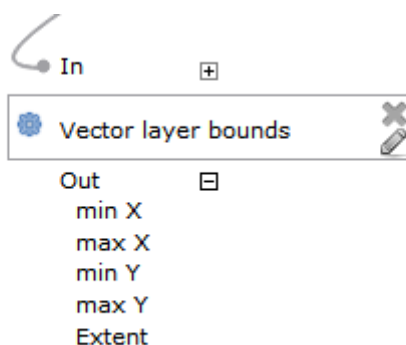 In
Vector layer bounds
Out
min X
max X
min Y
max Y
Extent